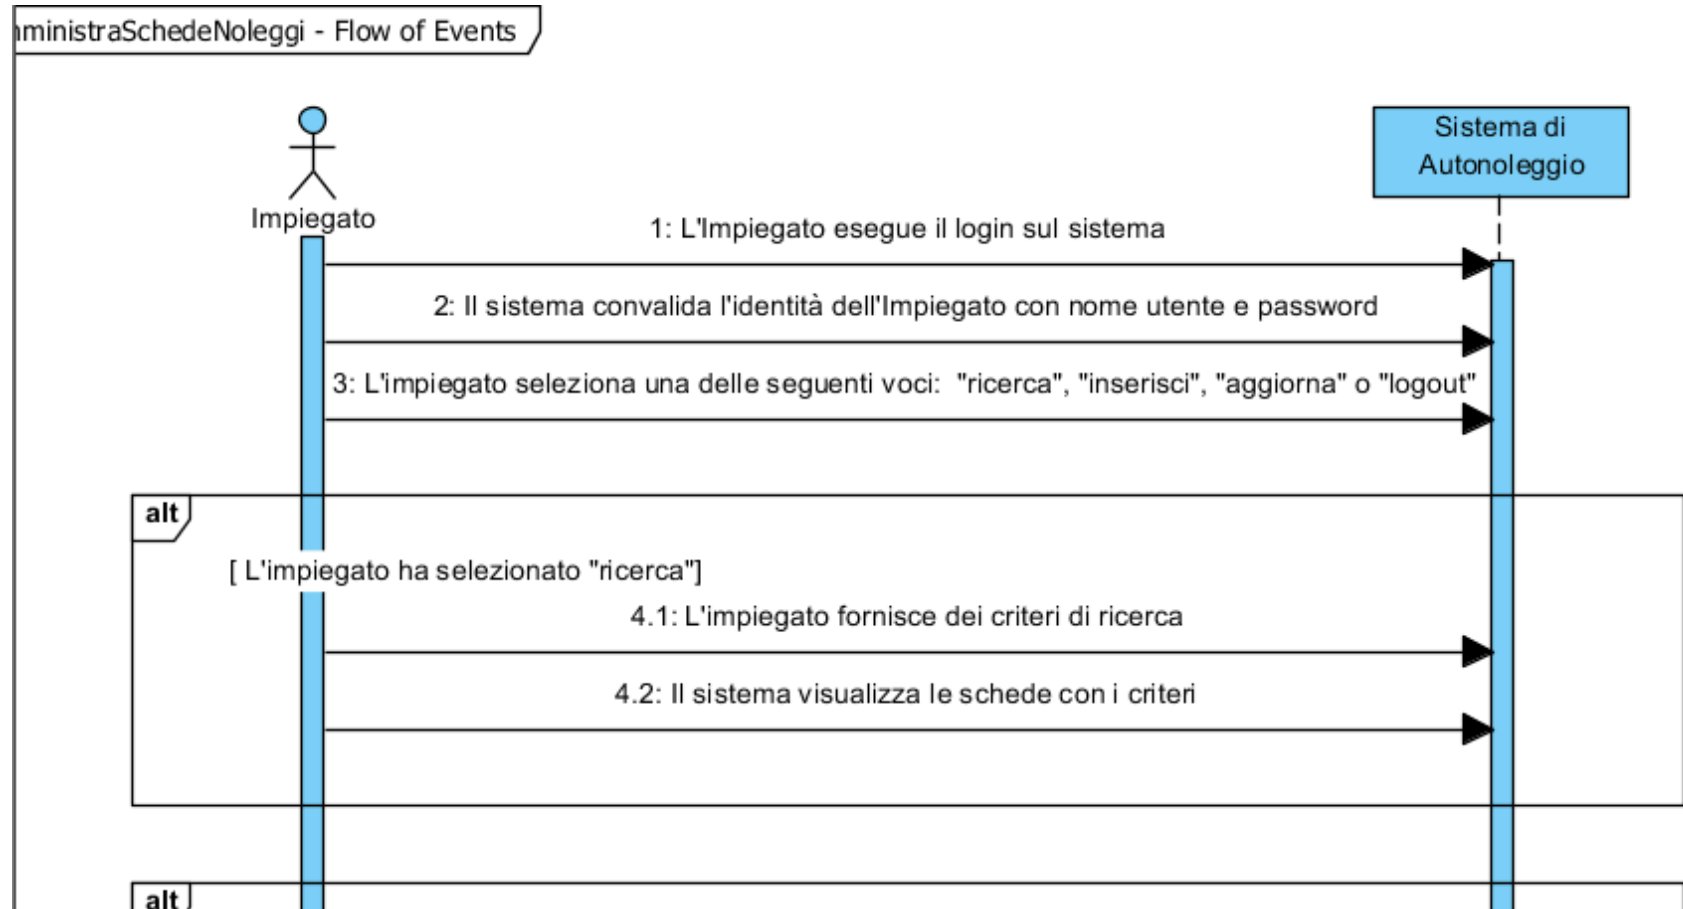 ministraSchedeNoleggi - Flow of Events
Sistema di
Autonoleggio
Impiegato
1: L'Impiegato esegue il login sul sistema
2: Il sistema convalida l'identità dell'Impiegato con nome utente e password
3: L'impiegato seleziona una delle seguenti voci: "ricerca", "inserisci", "aggiorna" o "logout"
alt
[ L'impiegato ha selezionato "ricerca"]
4.1: L'impiegato fornisce dei criteri di ricerca
4.2: Il sistema visualizza le schede con i criteri
alt